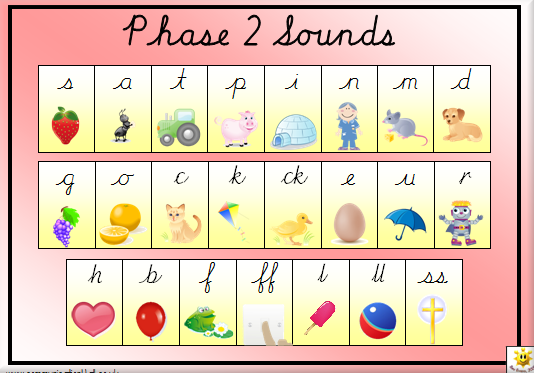 Phase 2 Sounds
s a t p i n m d
g o c k ck e u r
h b f ff l ll ss